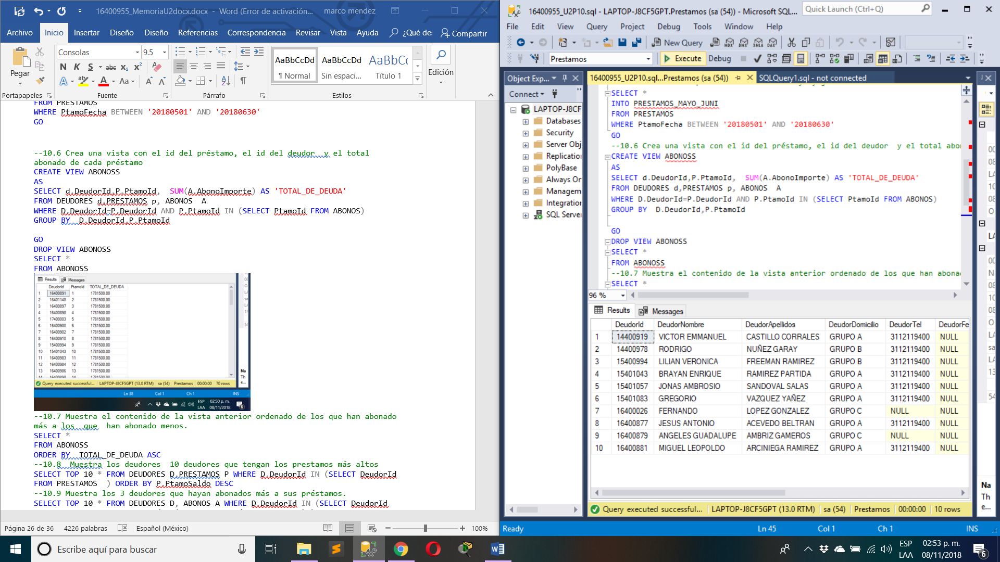 16400955_MemoriaU2docx.docx - Word (Error de activación...
marco mendez
Archivo Inicio Insertar Diseño Diseño Referencias Correspondencia Revisar Vista Ayuda ¿Qué de: Compartir
Pegar
Consolas 9.5
N K S abc x₂ x²
A ab A Aa A A
AaBbCcDd AaBbCcDd AaBbCc
¶ Normal Sin espaci... Título 1
Edición
Portapapeles Fuente Párrafo Estilos
FROM PRESTAMOS
WHERE PtamoFecha BETWEEN '20180501' AND '20180630'
GO
--10.6 Crea una vista con el id del préstamo, el id del deudor  y el total
abonado de cada préstamo
CREATE VIEW ABONOSS
AS
SELECT d.DeudorId,P.PtamoId,  SUM(A.AbonoImporte) AS 'TOTAL_DE_DEUDA'
FROM DEUDORES d,PRESTAMOS p, ABONOS  A
WHERE D.DeudorId=P.DeudorId AND P.PtamoId IN (SELECT PtamoId FROM ABONOS)
GROUP BY  D.DeudorId,P.PtamoId
GO
DROP VIEW ABONOSS
SELECT *
FROM ABONOSS
Results Messages
DeudorId PtamoId TOTAL_DE_DEUDA
1 16400891 1 1781500.00
2 16401148 2 1781500.00
3 16400897 3 1781500.00
4 16400898 4 1781500.00
5 17400003 5 1781500.00
6 16400900 6 1781500.00
7 16400902 7 1781500.00
8 16400910 8 1781500.00
9 15400994 9 1781500.00
10 15401043 10 1781500.00
11 16400983 11 1781500.00
12 16400984 12 1781500.00
13 16400986 13 1781500.00
14 16400898 14 1781500.00
Query executed successful... LAPTOP-J8CF5GPT (13.0 RTM) sa (54) Prestamos 00:00:00 70 rows
Na
Th
e...
Ln 38 Col 1 Ch 1 INS
ESP 02:50 p. m.
LAA 08/11/2018 6
--10.7 Muestra el contenido de la vista anterior ordenado de los que han abonado
más a los  que  han abonado menos.
SELECT *
FROM ABONOSS
ORDER BY  TOTAL_DE_DEUDA ASC
--10.8  Muestra los deudores  10 deudores que tengan los prestamos más altos
SELECT TOP 10 * FROM DEUDORES D,PRESTAMOS P WHERE D.DeudorId IN (SELECT DeudorId
FROM PRESTAMOS  ) ORDER BY P.PtamoSaldo DESC
--10.9 Muestra los 3 deudores que hayan abonados más a sus préstamos.
SELECT TOP 10 * FROM DEUDORES D, ABONOS A WHERE D.DeudorId IN (SELECT DeudorId
Página 26 de 36 4226 palabras Español (México) 100%
16400955_U2P10.sql - LAPTOP-J8CF5GPT.Prestamos (sa (54)) - Microsoft SQL...
Quick Launch (Ctrl+Q)
File Edit View Query Project Debug Tools Window Help
New Query MDX DMX XMLA DAX
Prestamos Execute Debug
Object Exp...
Connect
LAPTOP-J8CF
Databases
Security
Server Obj
Replication
PolyBase
Always On
Managem
Integration
SQL Server
16400955_U2P10.sql...Prestamos (sa (54)) SQLQuery1.sql - not connected
SELECT *
INTO PRESTAMOS_MAYO_JUNI
FROM PRESTAMOS
WHERE PtamoFecha BETWEEN '20180501' AND '20180630'
GO
--10.6 Crea una vista con el id del préstamo, el id del deudor  y el total abo
CREATE VIEW ABONOSS
AS
SELECT d.DeudorId,P.PtamoId,  SUM(A.AbonoImporte) AS 'TOTAL_DE_DEUDA'
FROM DEUDORES d,PRESTAMOS p, ABONOS  A
WHERE D.DeudorId=P.DeudorId AND P.PtamoId IN (SELECT PtamoId FROM ABONOS)
GROUP BY  D.DeudorId,P.PtamoId
GO
DROP VIEW ABONOSS
SELECT *
FROM ABONOSS
--10.7 Muestra el contenido de la vista anterior ordenado de los que han abona
SELECT *
96 %
Results Messages
DeudorId DeudorNombre DeudorApellidos DeudorDomicilio DeudorTel DeudorFe
1 14400919 VICTOR EMMANUEL CASTILLO CORRALES GRUPO A 3112119400 NULL
2 14400978 RODRIGO NUÑEZ GARAY GRUPO B 3112119400 NULL
3 15400994 LILIAN VERONICA FREEMAN RAMIREZ GRUPO B 3112119400 NULL
4 15401043 BRAYAN ENRIQUE RAMIREZ PARTIDA GRUPO A 3112119400 NULL
5 15401057 JONAS AMBROSIO SANDOVAL SALAS GRUPO A 3112119400 NULL
6 15401083 GREGORIO VAZQUEZ YAÑEZ GRUPO A 3112119400 NULL
7 16400026 FERNANDO LOPEZ GONZALEZ GRUPO C NULL NULL
8 16400877 JESUS ANTONIO ACEVEDO BELTRAN GRUPO A 3112119400 NULL
9 16400879 ANGELES GUADALUPE AMBRIZ GAMEROS GRUPO C NULL NULL
10 16400881 MIGUEL LEOPOLDO ARCINIEGA RAMIREZ GRUPO A 3112119400 NULL
Query executed successful... LAPTOP-J8CF5GPT (13.0 RTM) sa (54) Prestamos 00:00:00 10 rows
Na
Th
e...
Ready Ln 45 Col 1 Ch 1 INS
Escribe aquí para buscar
ESP 02:53 p. m.
LAA 08/11/2018 6